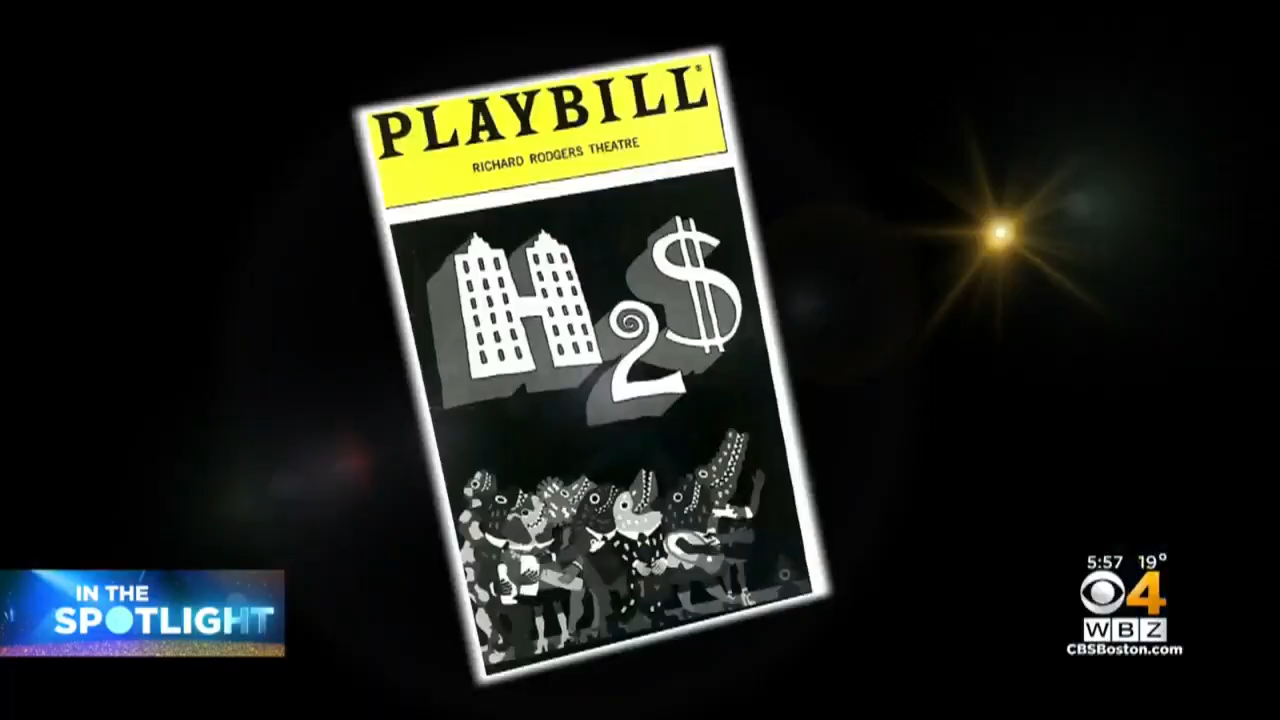 PLAYBILL®
RICHARD RODGERS THEATRE
H2$
IN THE
SPOTLIGHT
5:57 19°
4
WBZ
CBSBoston.com